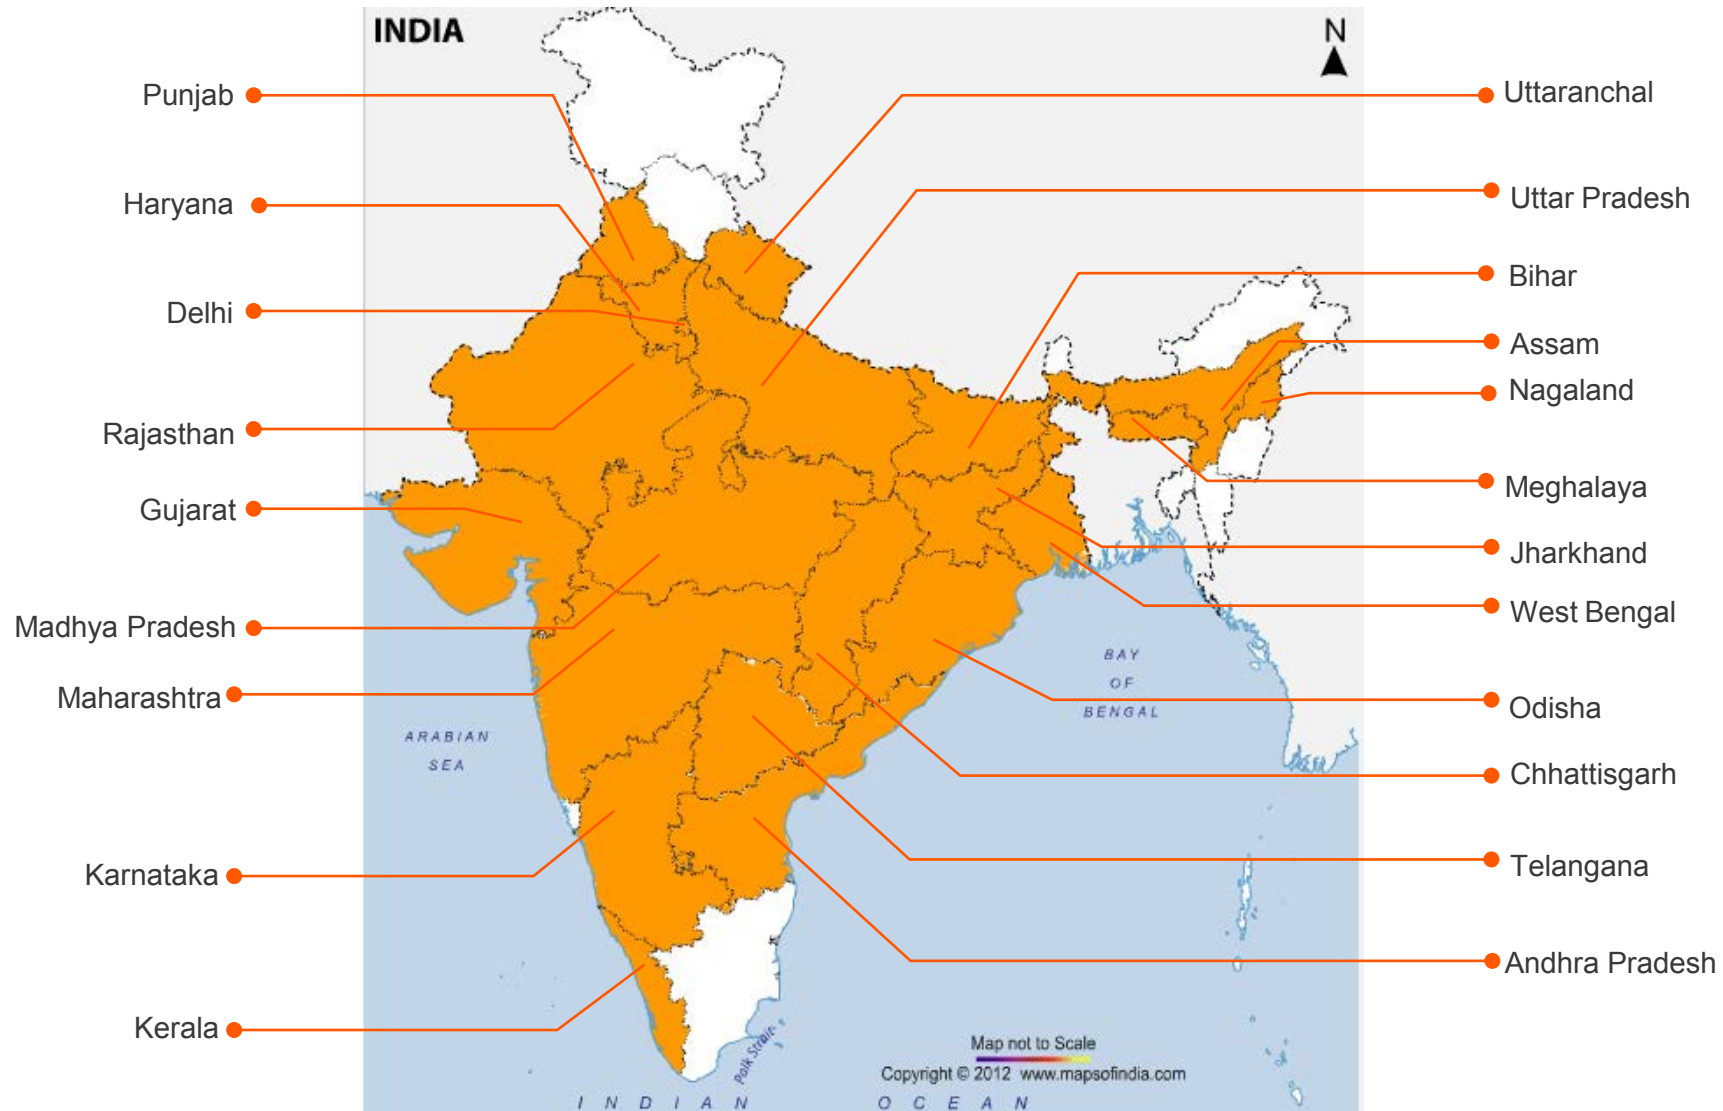 INDIA
N
Punjab
Haryana
Delhi
Rajasthan
Gujarat
Madhya Pradesh
Maharashtra
Karnataka
Kerala
Uttaranchal
Uttar Pradesh
Bihar
Assam
Nagaland
Meghalaya
Jharkhand
West Bengal
Odisha
Chhattisgarh
Telangana
Andhra Pradesh
ARABIAN
SEA
BAY
OF
BENGAL
Palk Strait
Map not to Scale
Copyright © 2012 www.mapsofindia.com
INDIAN OCEAN